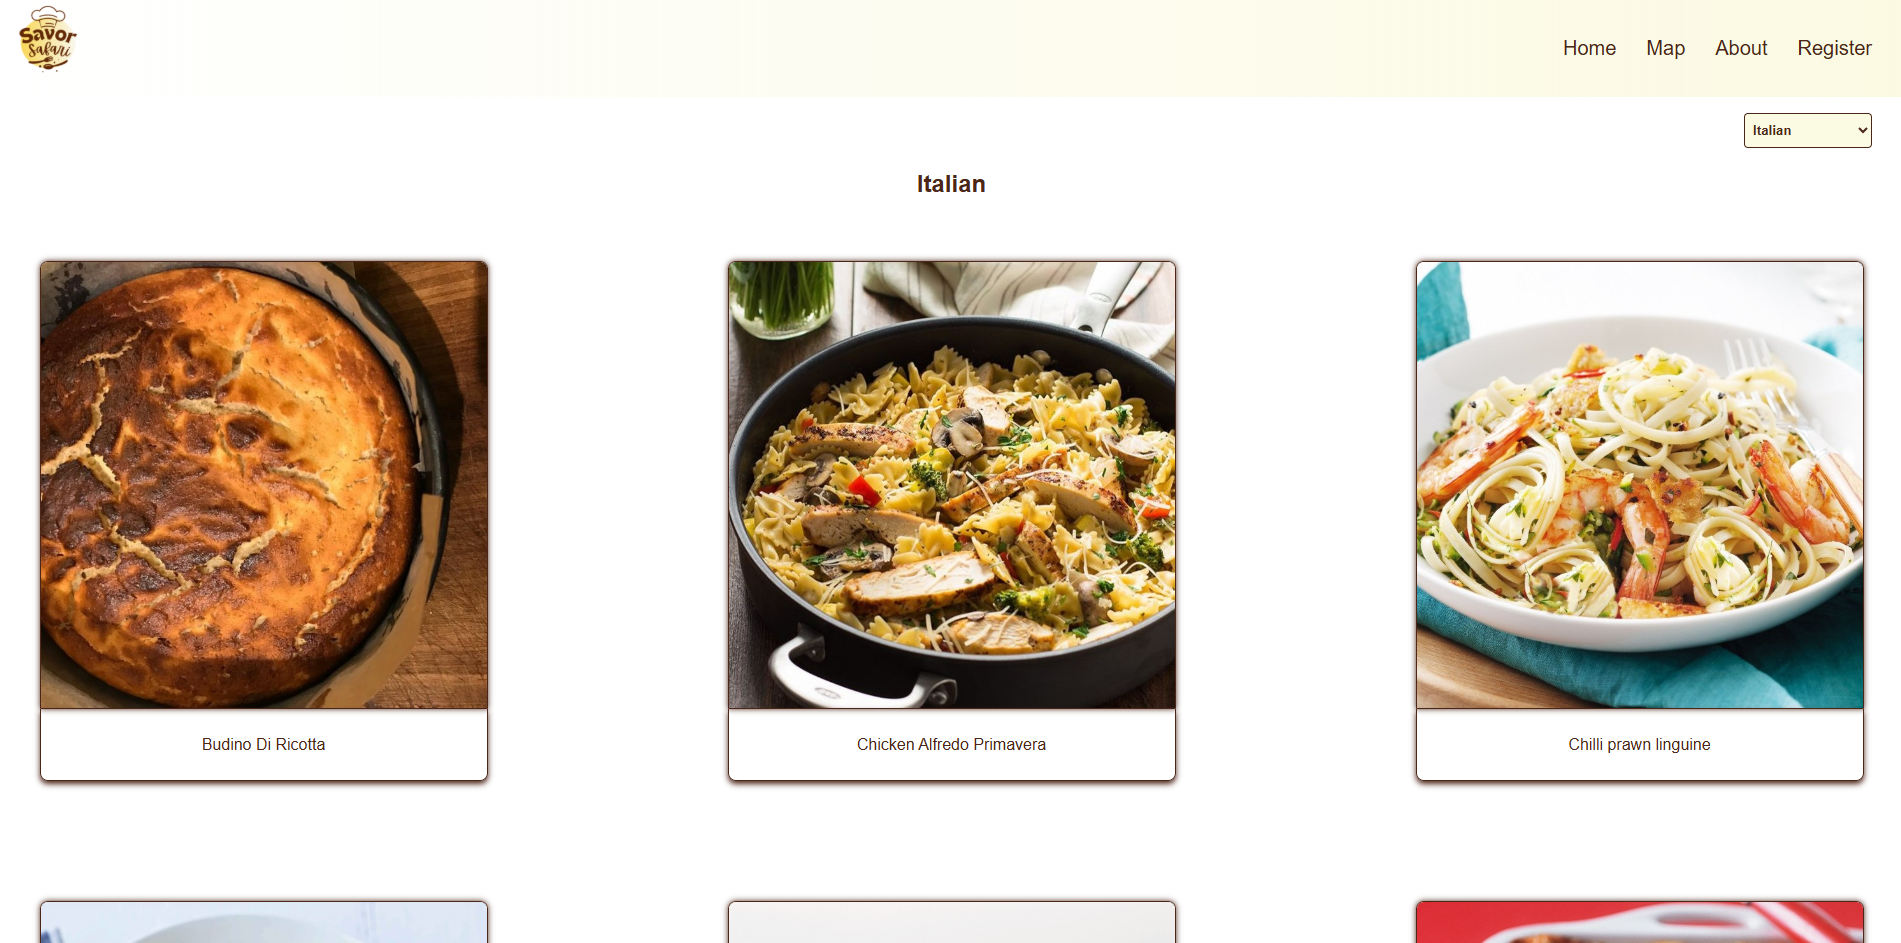 Savor
Safari
Home
Map
About
Register
Italian
Italian
Budino Di Ricotta
Chicken Alfredo Primavera
Chilli prawn linguine